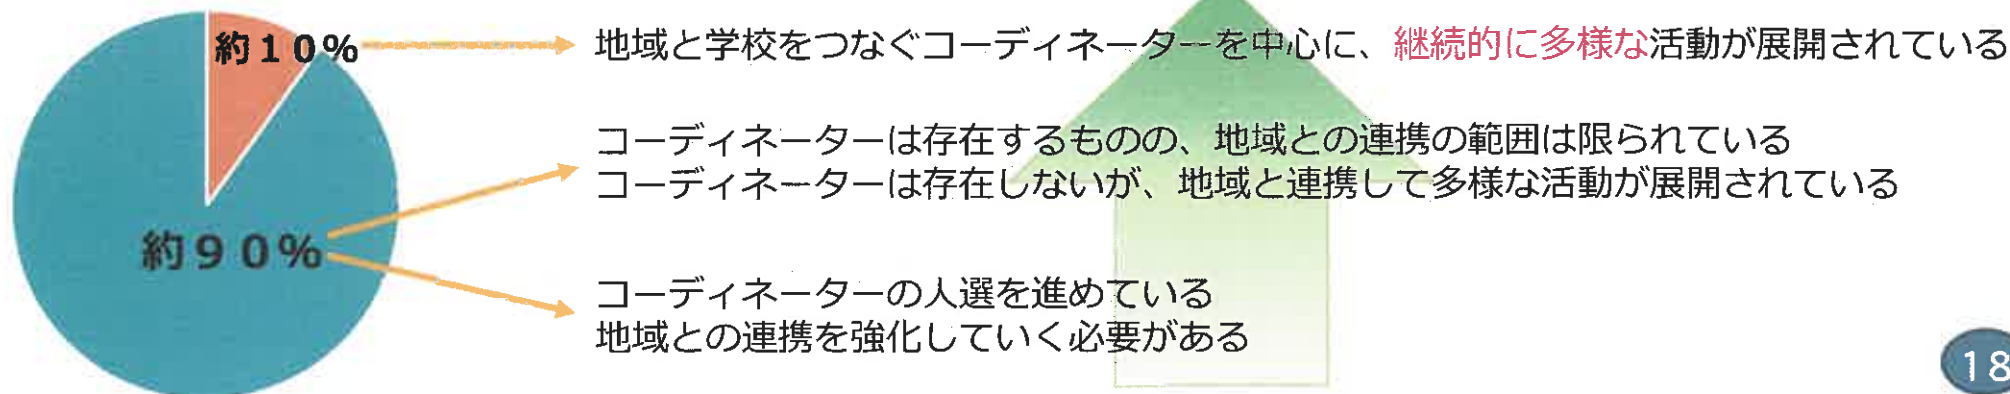 約１０%
地域と学校をつなぐコーディネーターを中心に、継続的に多様な活動が展開されている
コーディネーターは存在するものの、地域との連携の範囲は限られている
コーディネーターは存在しないが、地域と連携して多様な活動が展開されている
約９０%
コーディネーターの人選を進めている
地域との連携を強化していく必要がある
18